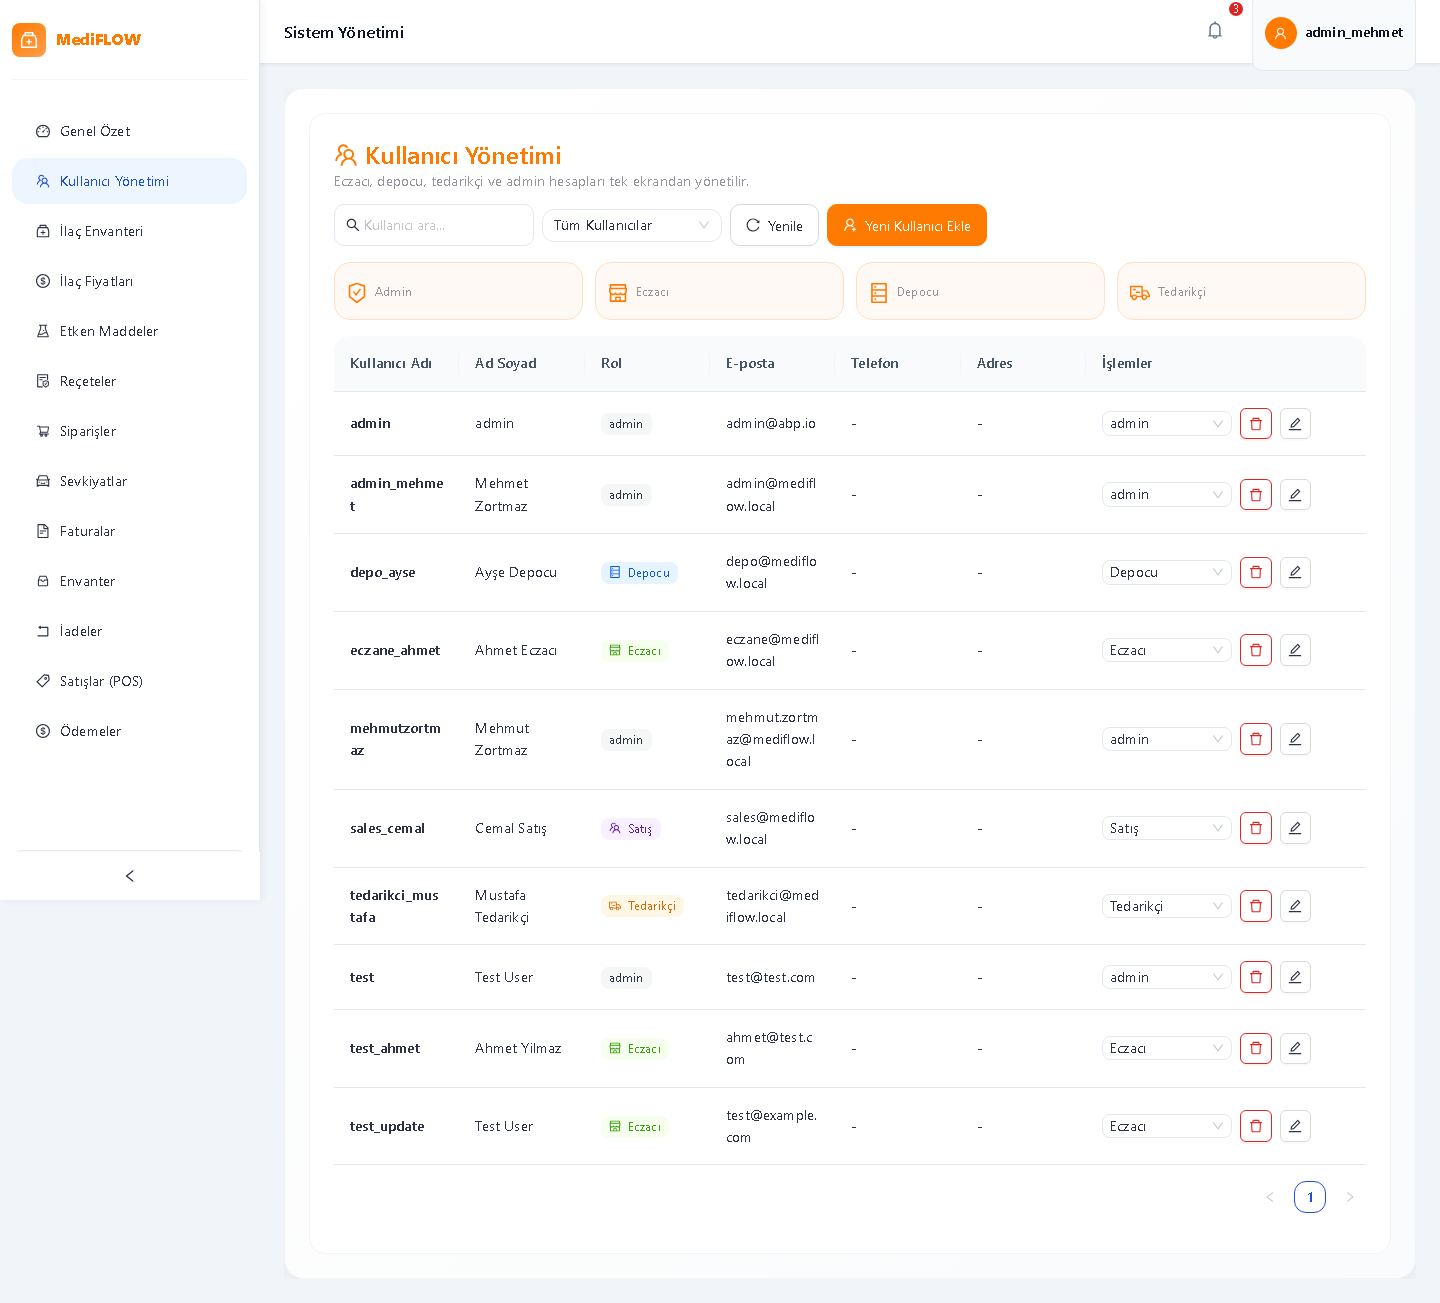 MediFLOW
Sistem Yönetimi
3
admin_mehmet
Genel Özet
Kullanıcı Yönetimi
İlaç Envanteri
İlaç Fiyatları
Etken Maddeler
Reçeteler
Siparişler
Sevkiyatlar
Faturalar
Envanter
İadeler
Satışlar (POS)
Ödemeler
Kullanıcı Yönetimi
Eczacı, depocu, tedarikçi ve admin hesapları tek ekrandan yönetilir.
Kullanıcı ara... Tüm Kullanıcılar Yenile Yeni Kullanıcı Ekle
Admin Eczacı Depocu Tedarikçi
Kullanıcı Adı Ad Soyad Rol E-posta Telefon Adres İşlemler
admin admin admin admin@abp.io - - admin
admin_mehme Mehmet admin admin@medifl - - admin
t Zortmaz ow.local
depo_ayse Ayşe Depocu Depocu depo@mediflo - - Depocu
w.local
eczane_ahmet Ahmet Eczacı Eczacı eczane@medifl - - Eczacı
ow.local
mehmutzortm Mehmut admin mehmut.zortm - - admin
az Zortmaz az@mediflow.l
ocal
sales_cemal Cemal Satış Satış sales@mediflo - - Satış
w.local
tedarikci_mus Mustafa Tedarikçi tedarikci@med - - Tedarikçi
tafa Tedarikçi iflow.local
test Test User admin test@test.com - - admin
test_ahmet Ahmet Yilmaz Eczacı ahmet@test.c - - Eczacı
om
test_update Test User Eczacı test@example. - - Eczacı
com
1